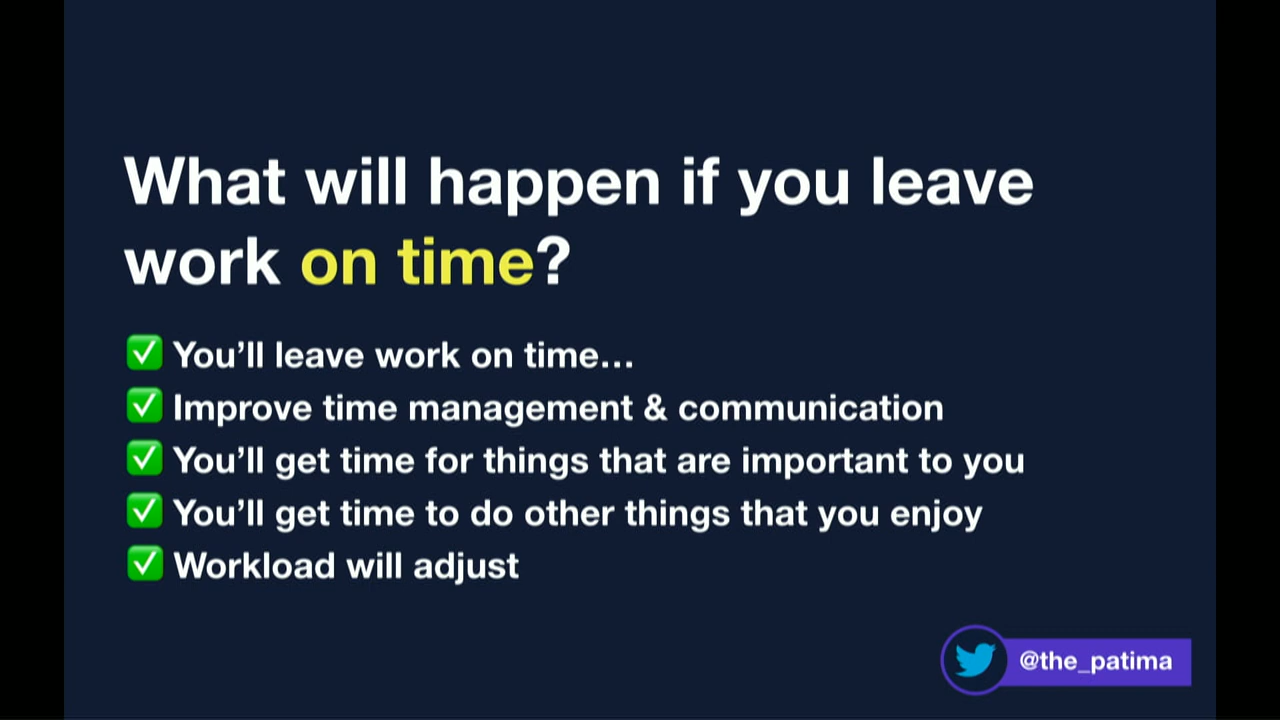 What will happen if you leave
work on time?
✅ You’ll leave work on time…
✅ Improve time management & communication
✅ You’ll get time for things that are important to you
✅ You’ll get time to do other things that you enjoy
✅ Workload will adjust
@the_patima